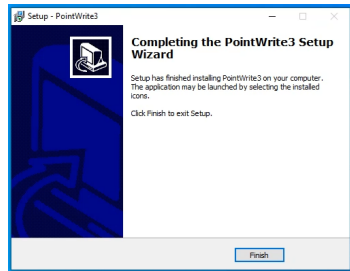 Setup - PointWrite3
Completing the PointWrite3 Setup
Wizard
Setup has finished installing PointWrite3 on your computer.
The application may be launched by selecting the installed
icons.
Click Finish to exit Setup.
Finish